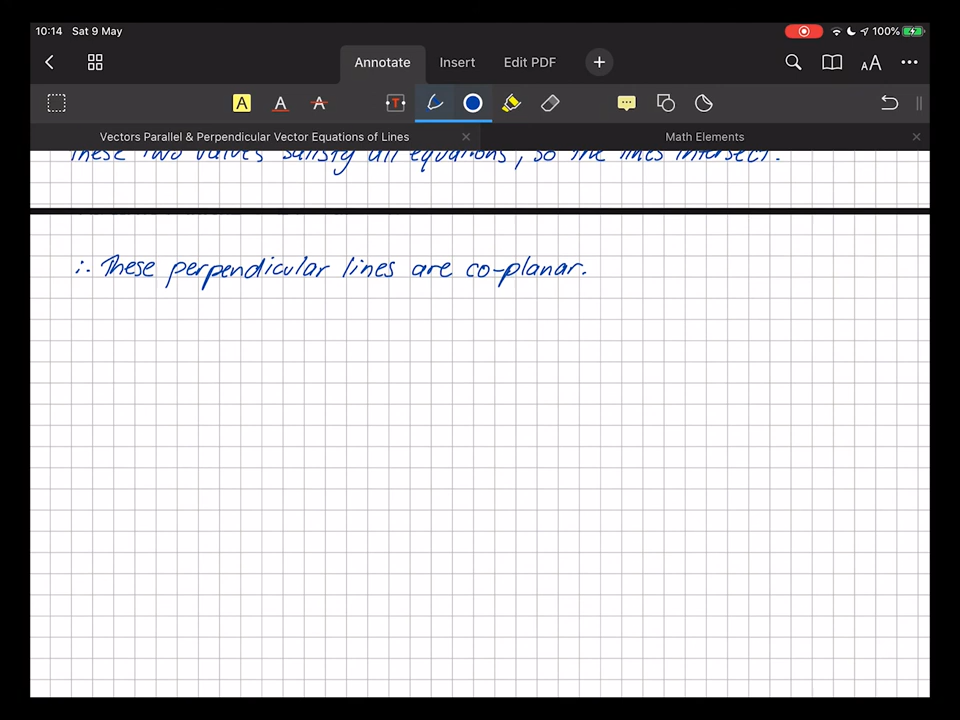 10:14 Sat 9 May
100%
Annotate Insert Edit PDF
A A A T AA
Vectors Parallel & Perpendicular Vector Equations of Lines
Math Elements
These two values satisfy all equations, so the lines intersect.
∴ These perpendicular lines are co-planar.